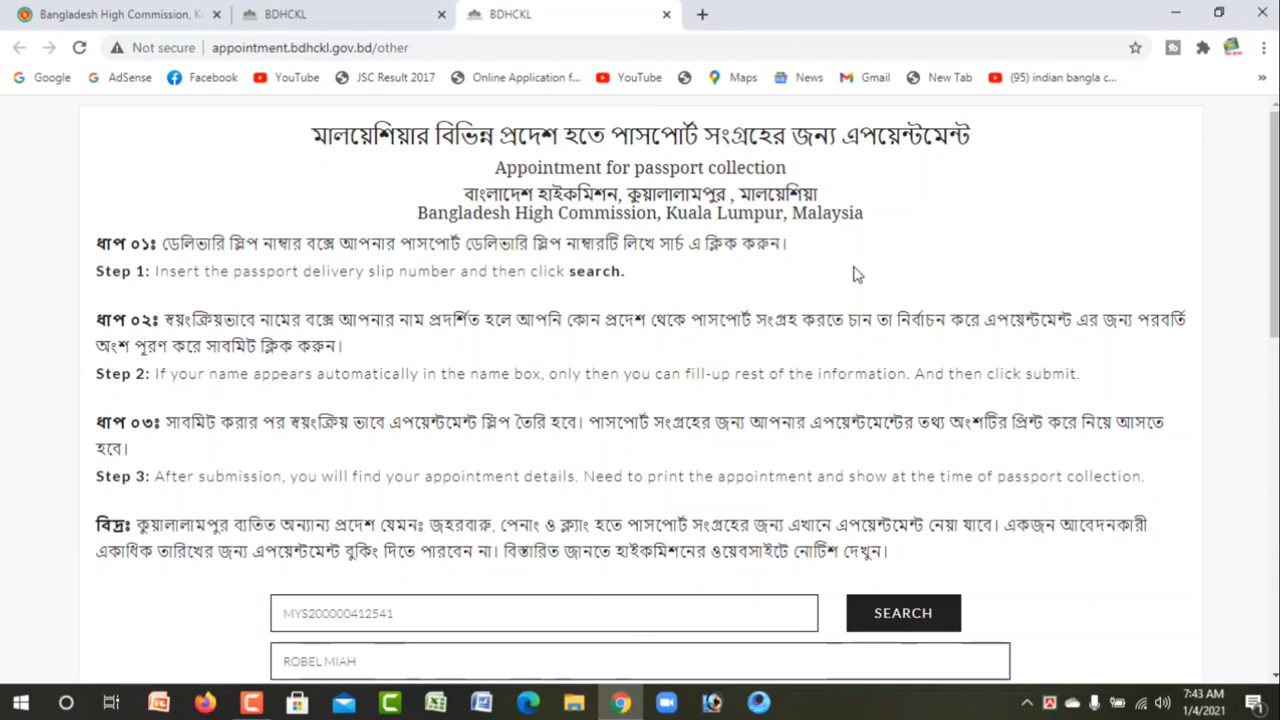 Bangladesh High Commission, K
BDHCKL
BDHCKL
Not secure
appointment.bdhckl.gov.bd/other
Google
AdSense
Facebook
YouTube
JSC Result 2017
Online Application f...
YouTube
Maps
News
Gmail
New Tab
(95) indian bangla c...
মালয়েশিয়ার বিভিন্ন প্রদেশ হতে পাসপোর্ট সংগ্রহের জন্য এপয়েন্টমেন্ট
Appointment for passport collection
বাংলাদেশ হাইকমিশন, কুয়ালালামপুর , মালয়েশিয়া
Bangladesh High Commission, Kuala Lumpur, Malaysia
ধাপ ০১ঃ ডেলিভারি স্লিপ নাম্বার বক্সে আপনার পাসপোর্ট ডেলিভারি স্লিপ নাম্বারটি লিখে সার্চ এ ক্লিক করুন।
Step 1: Insert the passport delivery slip number and then click search.
ধাপ ০২ঃ স্বয়ংক্রিয়ভাবে নামের বক্সে আপনার নাম প্রদর্শিত হলে আপনি কোন প্রদেশ থেকে পাসপোর্ট সংগ্রহ করতে চান তা নির্বাচন করে এপয়েন্টমেন্ট এর জন্য পরবর্তি
অংশ পূরণ করে সাবমিট ক্লিক করুন।
Step 2: If your name appears automatically in the name box, only then you can fill-up rest of the information. And then click submit.
ধাপ ০৩ঃ সাবমিট করার পর স্বয়ংক্রিয় ভাবে এপয়েন্টমেন্ট স্লিপ তৈরি হবে। পাসপোর্ট সংগ্রহের জন্য আপনার এপয়েন্টমেন্টের তথ্য অংশটির প্রিন্ট করে নিয়ে আসতে
হবে।
Step 3: After submission, you will find your appointment details. Need to print the appointment and show at the time of passport collection.
বিদ্রঃ কুয়ালালামপুর ব্যতিত অন্যান্য প্রদেশ যেমনঃ জহরবারু, পেনাং ও ক্ল্যাং হতে পাসপোর্ট সংগ্রহের জন্য এখানে এপয়েন্টমেন্ট নেয়া যাবে। একজন আবেদনকারী
একাধিক তারিখের জন্য এপয়েন্টমেন্ট বুকিং দিতে পারবেন না। বিস্তারিত জানতে হাইকমিশনের ওয়েবসাইটে নোটিশ দেখুন।
MYS200000412541
SEARCH
ROBEL MIAH
7:43 AM
1/4/2021